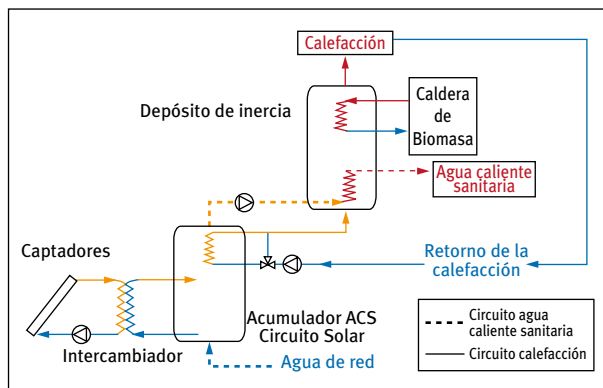 Calefacción
Depósito de inercia
Caldera
de
Biomasa
Agua caliente
sanitaria
Captadores
Retorno de la
calefacción
Intercambiador
Acumulador ACS
Circuito Solar
Agua de red
Circuito agua
caliente sanitaria
Circuito calefacción